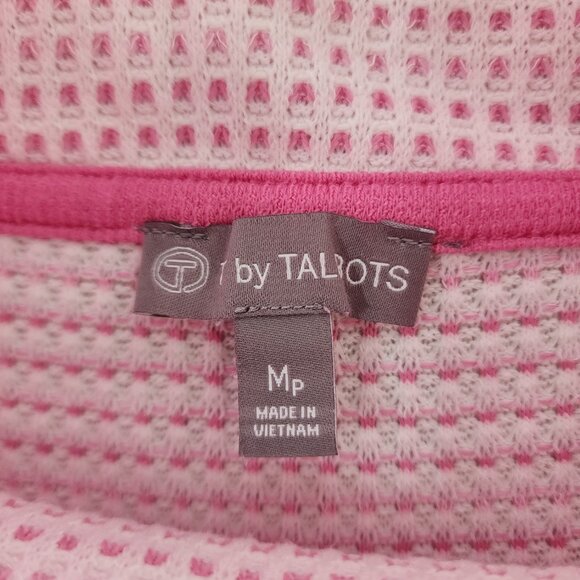 T by TALBOTS
MP
MADE IN
VIETNAM